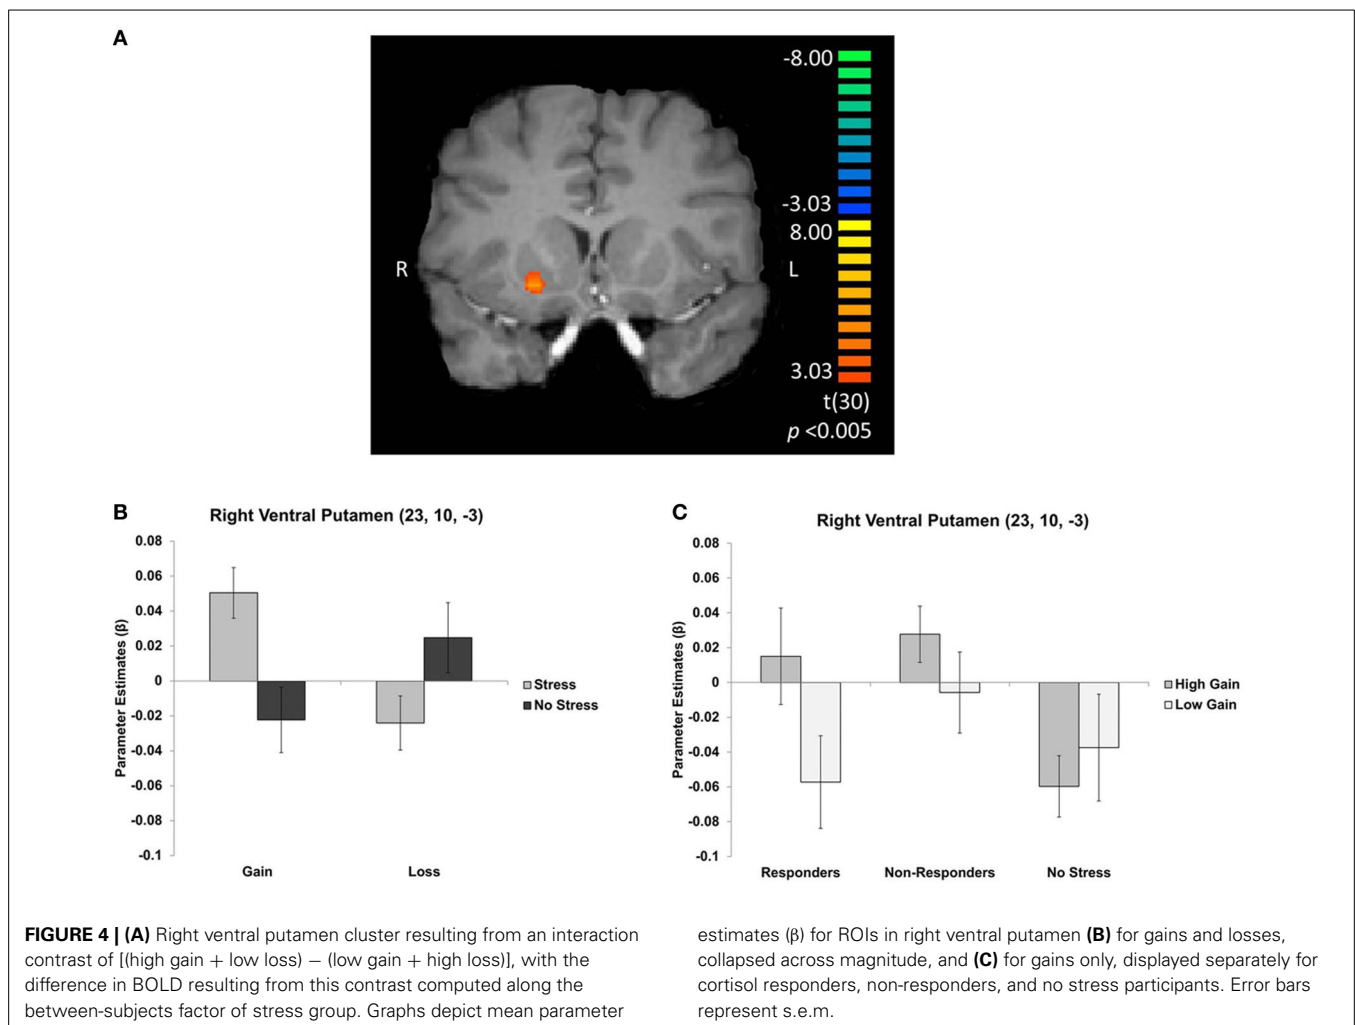 A
-8.00
-3.03
8.00
R
L
3.03
t(30)
p <0.005
B
Right Ventral Putamen (23, 10, -3)
0.08
0.06
0.04
0.02
0
-0.02
-0.04
-0.06
-0.08
-0.1
Parameter Estimates (β)
Gain
Loss
Stress
No Stress
C
Right Ventral Putamen (23, 10, -3)
0.08
0.06
0.04
0.02
0
-0.02
-0.04
-0.06
-0.08
-0.1
Parameter Estimates (β)
Responders
Non-Responders
No Stress
High Gain
Low Gain
FIGURE 4 | (A) Right ventral putamen cluster resulting from an interaction
contrast of [(high gain + low loss) − (low gain + high loss)], with the
difference in BOLD resulting from this contrast computed along the
between-subjects factor of stress group. Graphs depict mean parameter
estimates (β) for ROIs in right ventral putamen (B) for gains and losses,
collapsed across magnitude, and (C) for gains only, displayed separately for
cortisol responders, non-responders, and no stress participants. Error bars
represent s.e.m.